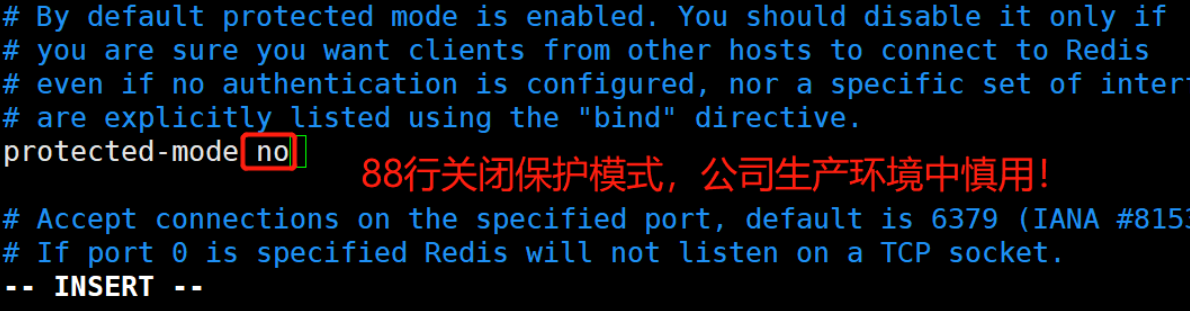 # By default protected mode is enabled. You should disable it only if
# you are sure you want clients from other hosts to connect to Redis
# even if no authentication is configured, nor a specific set of interf
# are explicitly listed using the "bind" directive.
protected-mode no
88行关闭保护模式，公司生产环境中慎用！
# Accept connections on the specified port, default is 6379 (IANA #8153
# If port 0 is specified Redis will not listen on a TCP socket.
-- INSERT --